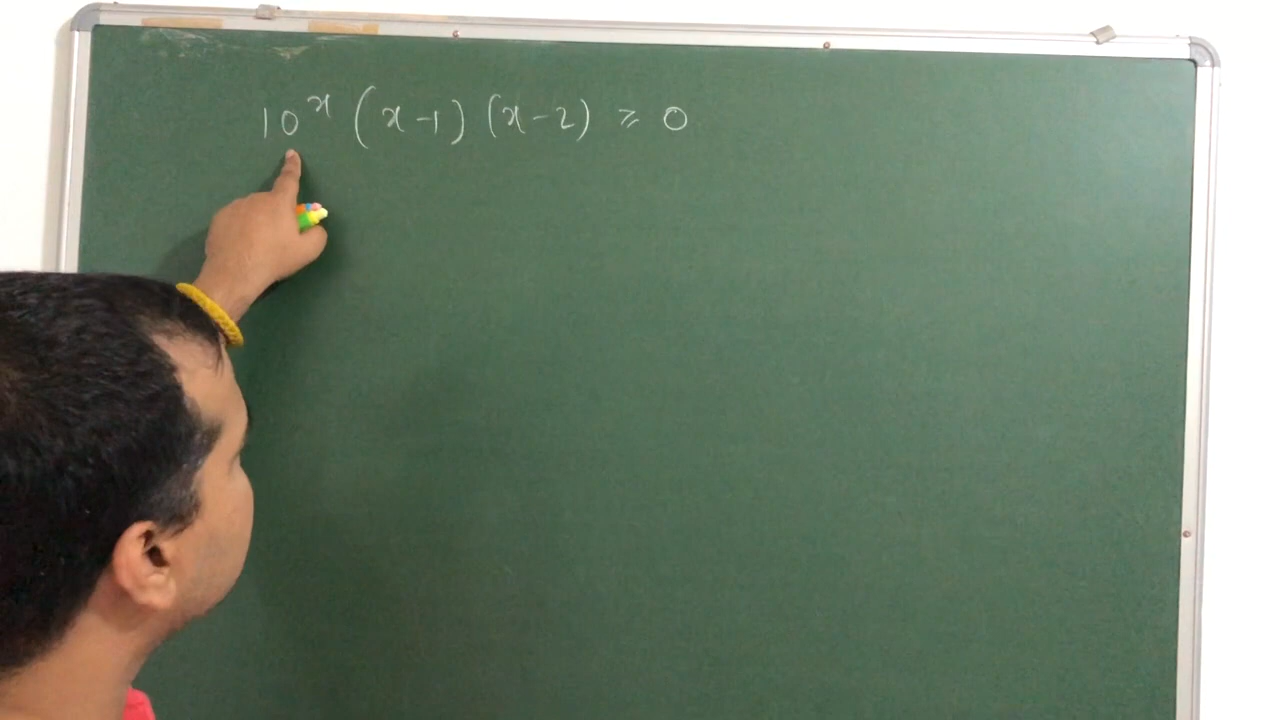 10^x (x-1) (x-2) ≥ 0